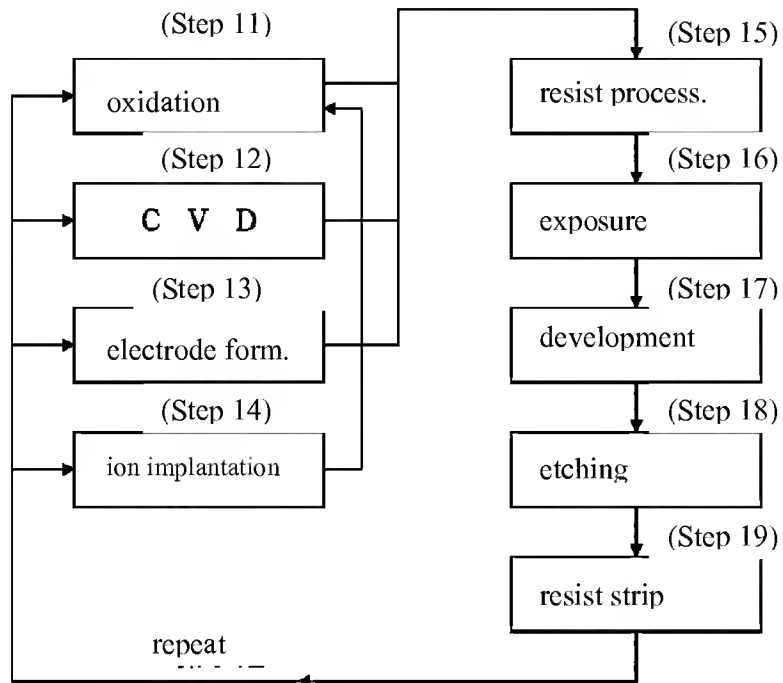 (Step 11)
oxidation
(Step 12)
C V D
(Step 13)
electrode form.
(Step 14)
ion implantation
(Step 15)
resist process.
(Step 16)
exposure
(Step 17)
development
(Step 18)
etching
(Step 19)
resist strip
repeat